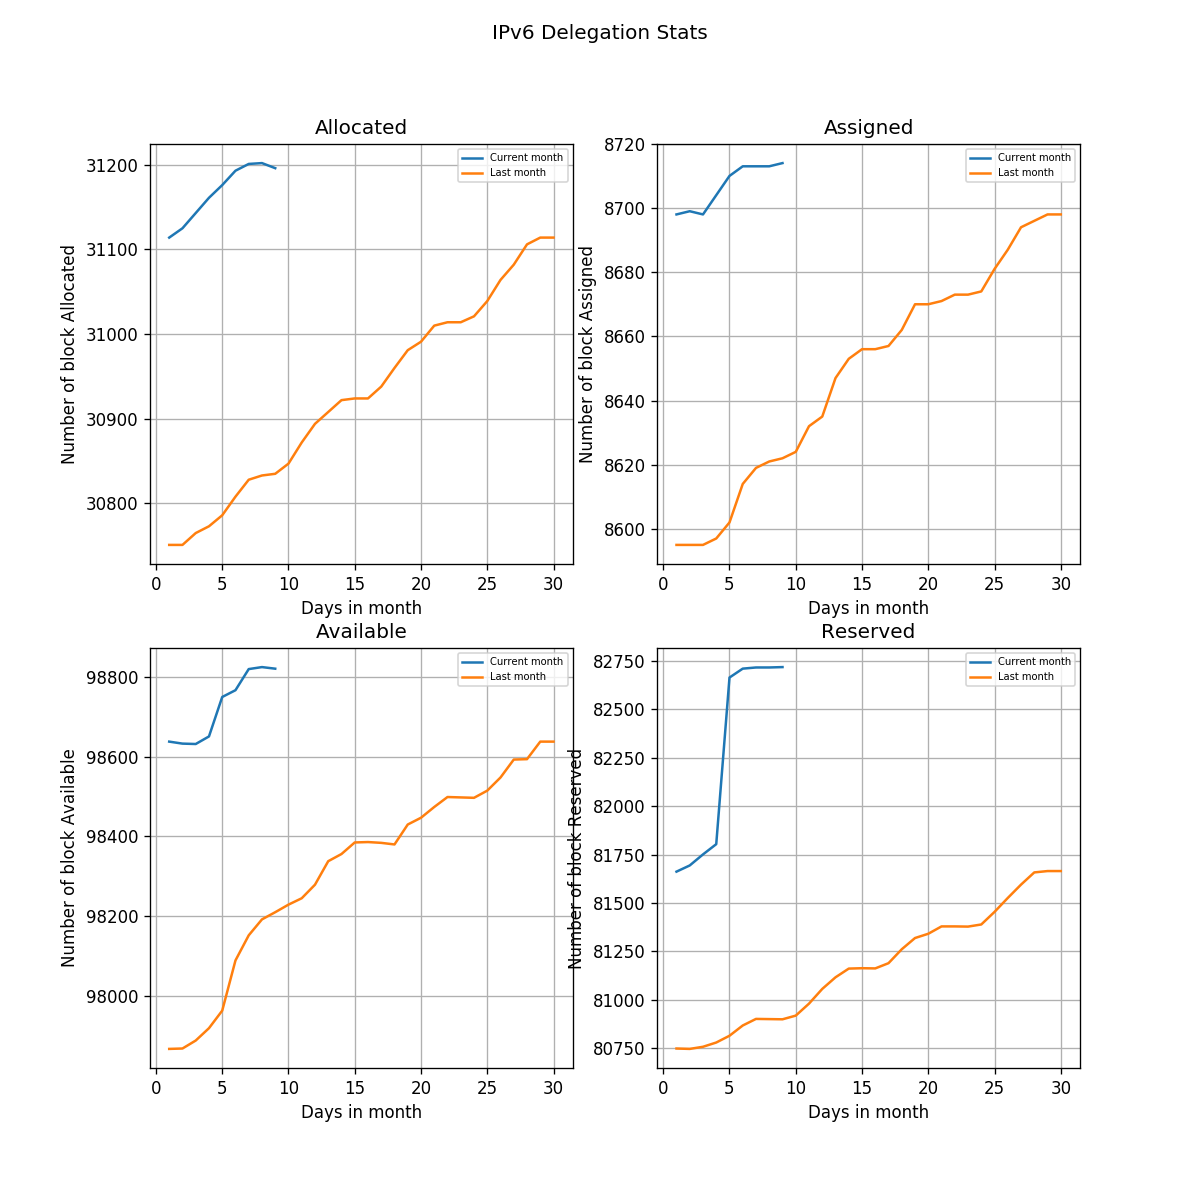 IPv6 Delegation Stats
Allocated
Number of block Allocated
31200
31100
31000
30900
30800
Current month
Last month
0 5 10 15 20 25 30
Days in month
Assigned
Number of block Assigned
8720
8700
8680
8660
8640
8620
8600
Current month
Last month
0 5 10 15 20 25 30
Days in month
Available
Number of block Available
98800
98600
98400
98200
98000
Current month
Last month
0 5 10 15 20 25 30
Days in month
Reserved
Number of block Reserved
82750
82500
82250
82000
81750
81500
81250
81000
80750
Current month
Last month
0 5 10 15 20 25 30
Days in month